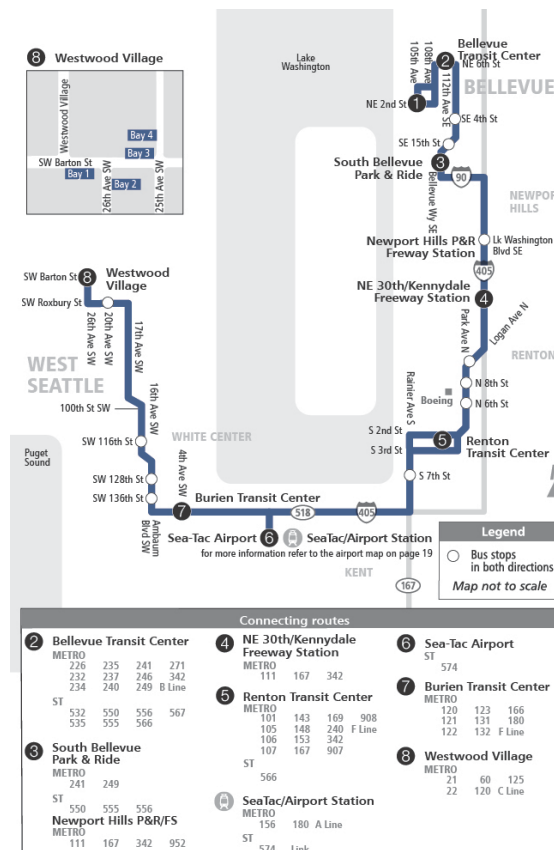 8 Westwood Village
Westwood Village
Bay 4
Bay 3
SW Barton St
Bay 1
Bay 2
26th Ave SW
25th Ave SW
Lake
Washington
Bellevue
Transit Center
2
NE 6th St
108th Ave
105th Ave
112th Ave SE
BELLEVUE
NE 2nd St
1
SE 4th St
SE 15th St
South Bellevue
Park & Ride
3
90
Bellevue Wy SE
NEWPOR
HILLS
Newport Hills P&R
Freway Station
Lk Washington
Blvd SE
405
NE 30th/Kennydale
Freeway Station
4
Logan Ave N
Park Ave N
RENTON
N 8th St
Boeing
N 6th St
Rainier Ave S
S 2nd St
S 3rd St
5
Renton
Transit Center
S 7th St
SW Barton St
8
Westwood
Village
SW Roxbury St
26th Ave SW
20th Ave SW
17th Ave SW
WEST
SEATTLE
16th Ave SW
100th St SW
WHITE CENTER
SW 116th St
4th Ave SW
Puget
Sound
SW 128th St
SW 136th St
Ambaum
Blvd SW
7
Burien Transit Center
518
405
Sea-Tac Airport
6
SeaTac/Airport Station
for more information refer to the airport map on page 19
KENT
167
Legend
Bus stops
in both directions
Map not to scale
Connecting routes
2 Bellevue Transit Center
METRO
226 235 241 271
232 237 246 342
234 240 249 B Line
ST
532 550 556 567
535 555 566
3 South Bellevue
Park & Ride
METRO
241 249
ST
550 555 556
Newport Hills P&R/FS
METRO
111 167 342 952
4 NE 30th/Kennydale
Freeway Station
METRO
111 167 342
5 Renton Transit Center
METRO
101 143 169 908
105 148 240 F Line
106 153 342
107 167 907
ST
566
SeaTac/Airport Station
METRO
156 180 A Line
ST
574 Link
6 Sea-Tac Airport
ST
574
7 Burien Transit Center
METRO
120 123 166
121 131 180
122 132 F Line
8 Westwood Village
METRO
21 60 125
22 120 C Line